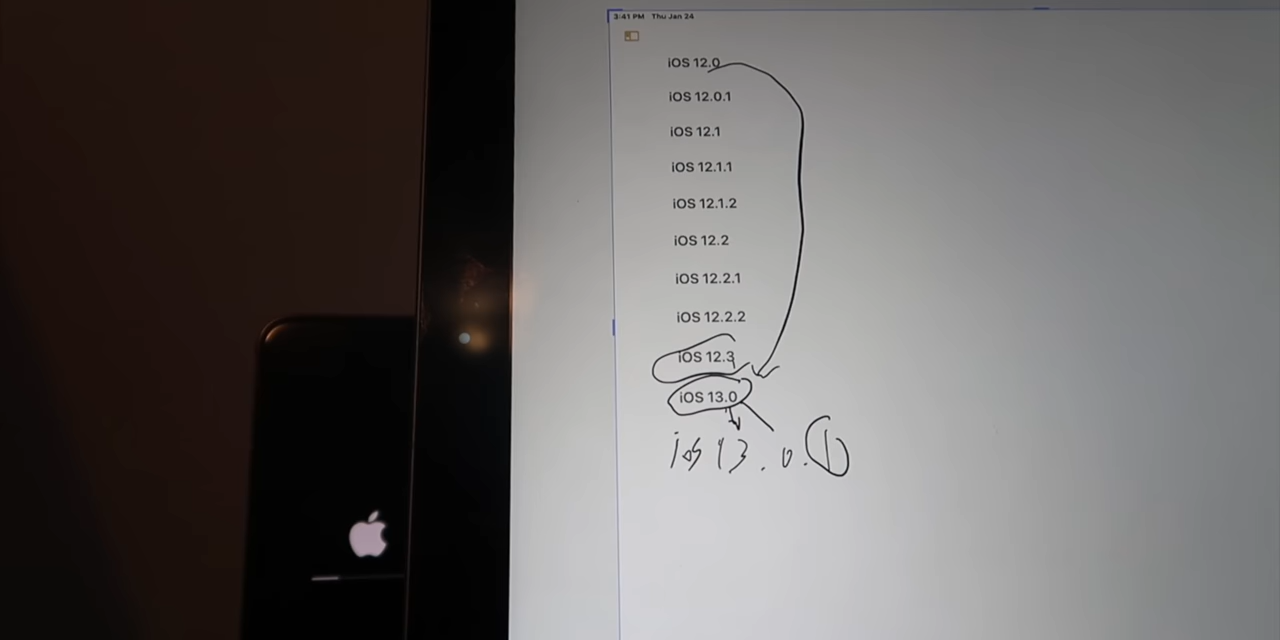 3:41 PM Thu Jan 24
iOS 12.0
iOS 12.0.1
iOS 12.1
iOS 12.1.1
iOS 12.1.2
iOS 12.2
iOS 12.2.1
iOS 12.2.2
iOS 12.3
iOS 13.0
ios 13.0.1